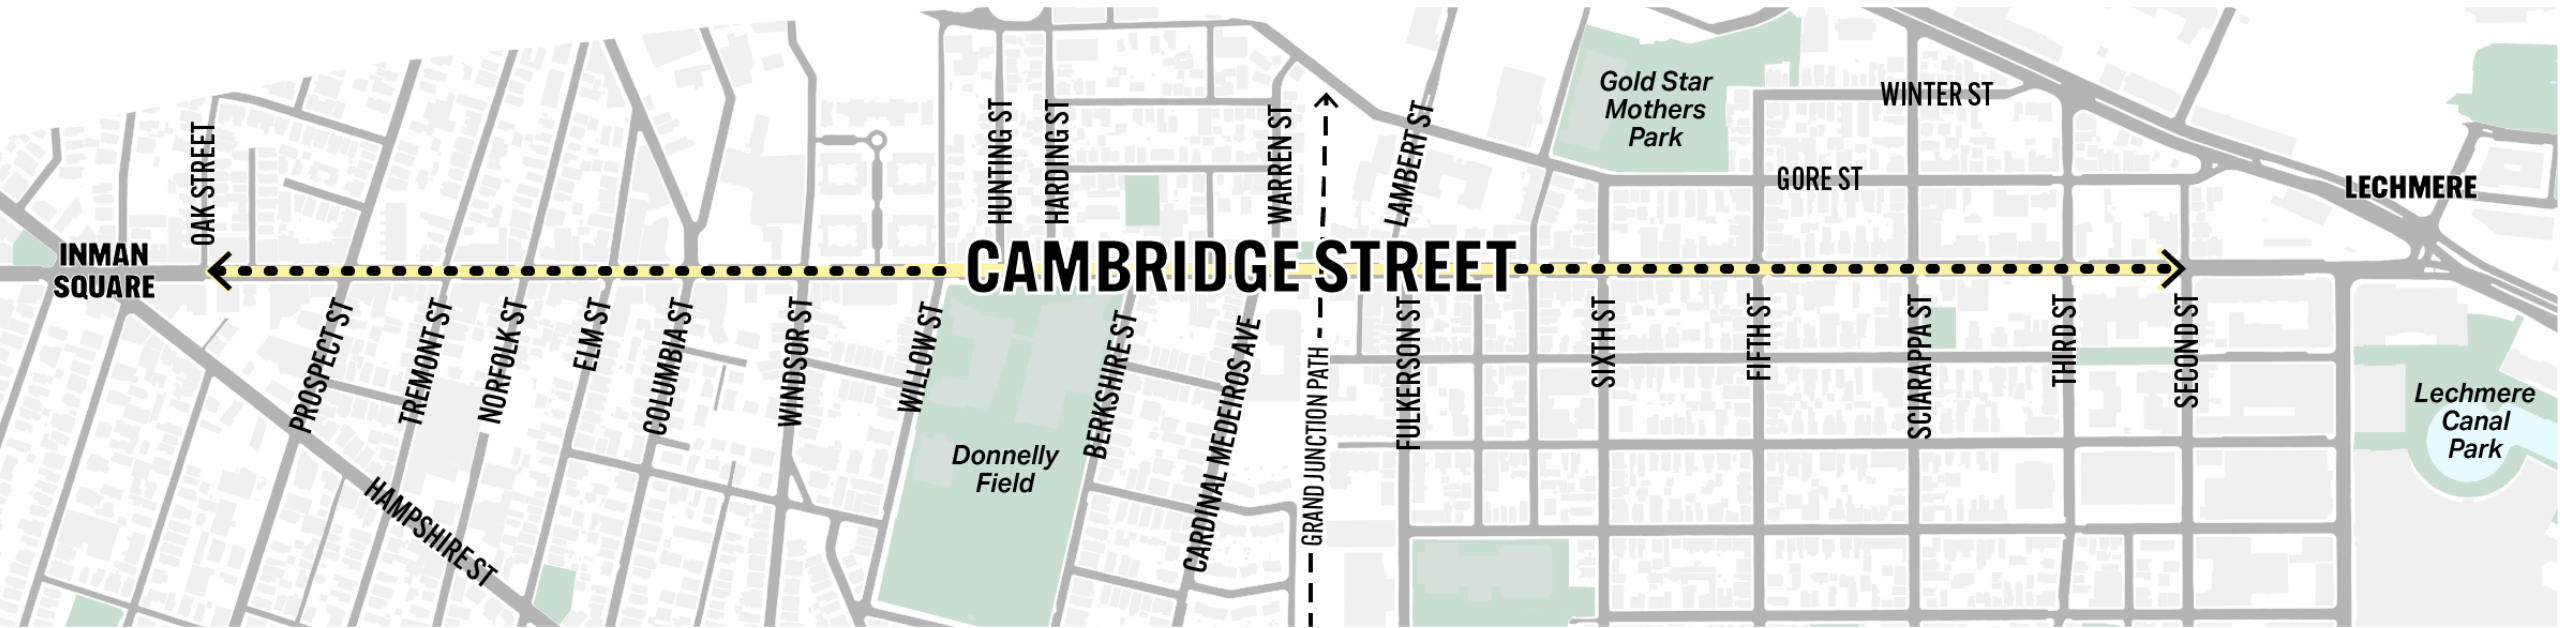 OAK STREET
HUNTING ST
HARDING ST
WARREN ST
LAMBERT ST
Gold Star
Mothers
Park
WINTER ST
GORE ST
LECHMERE
INMAN
SQUARE
CAMBRIDGE STREET
PROSPECT ST
TREMONT ST
NORFOLK ST
ELM ST
COLUMBIA ST
WINDSOR ST
WILLOW ST
BERKSHIRE ST
CARDINAL MEDEIROS AVE
GRAND JUNCTION PATH
FULKERSON ST
SIXTH ST
FIFTH ST
SCIARAPPA ST
THIRD ST
SECOND ST
Donnelly
Field
Lechmere
Canal
Park
HAMPSHIRE ST